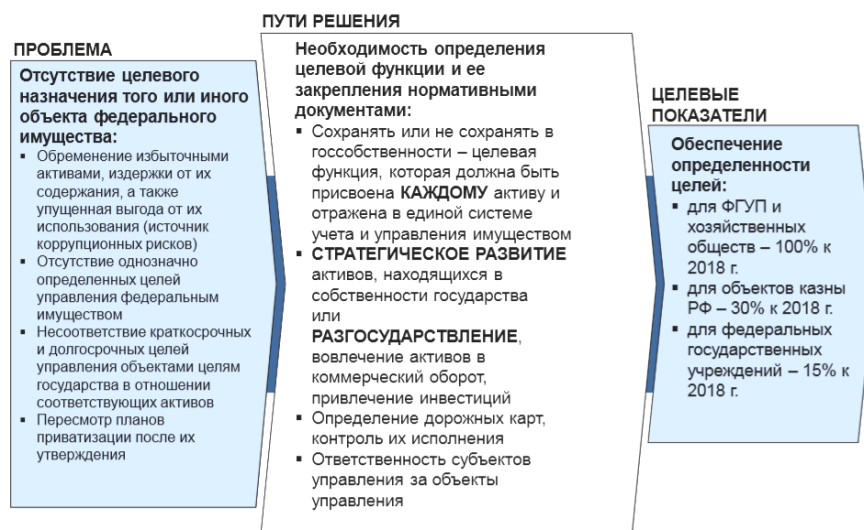 ПРОБЛЕМА
Отсутствие целевого
назначения того или иного
объекта федерального
имущества:
▪ Обременение избыточными
активами, издержки от их
содержания, а также
упущенная выгода от их
использования (источник
коррупционных рисков)
▪ Отсутствие однозначно
определенных целей
управления федеральным
имуществом
▪ Несоответствие краткосрочных
и долгосрочных целей
управления объектами целям
государства в отношении
соответствующих активов
▪ Пересмотр планов
приватизации после их
утверждения
ПУТИ РЕШЕНИЯ
Необходимость определения
целевой функции и ее
закрепления нормативными
документами:
▪ Сохранять или не сохранять в
госсобственности – целевая
функция, которая должна быть
присвоена КАЖДОМУ активу и
отражена в единой системе
учета и управления имуществом
▪ СТРАТЕГИЧЕСКОЕ РАЗВИТИЕ
активов, находящихся в
собственности государства
или
РАЗГОСУДАРСТВЛЕНИЕ,
вовлечение активов в
коммерческий оборот,
привлечение инвестиций
▪ Определение дорожных карт,
контроль их исполнения
▪ Ответственность субъектов
управления за объекты
управления
ЦЕЛЕВЫЕ
ПОКАЗАТЕЛИ
Обеспечение
определенности
целей:
▪ для ФГУП и
хозяйственных
обществ – 100% к
2018 г.
▪ для объектов казны
РФ – 30% к 2018 г.
▪ для федеральных
государственных
учреждений – 15% к
2018 г.